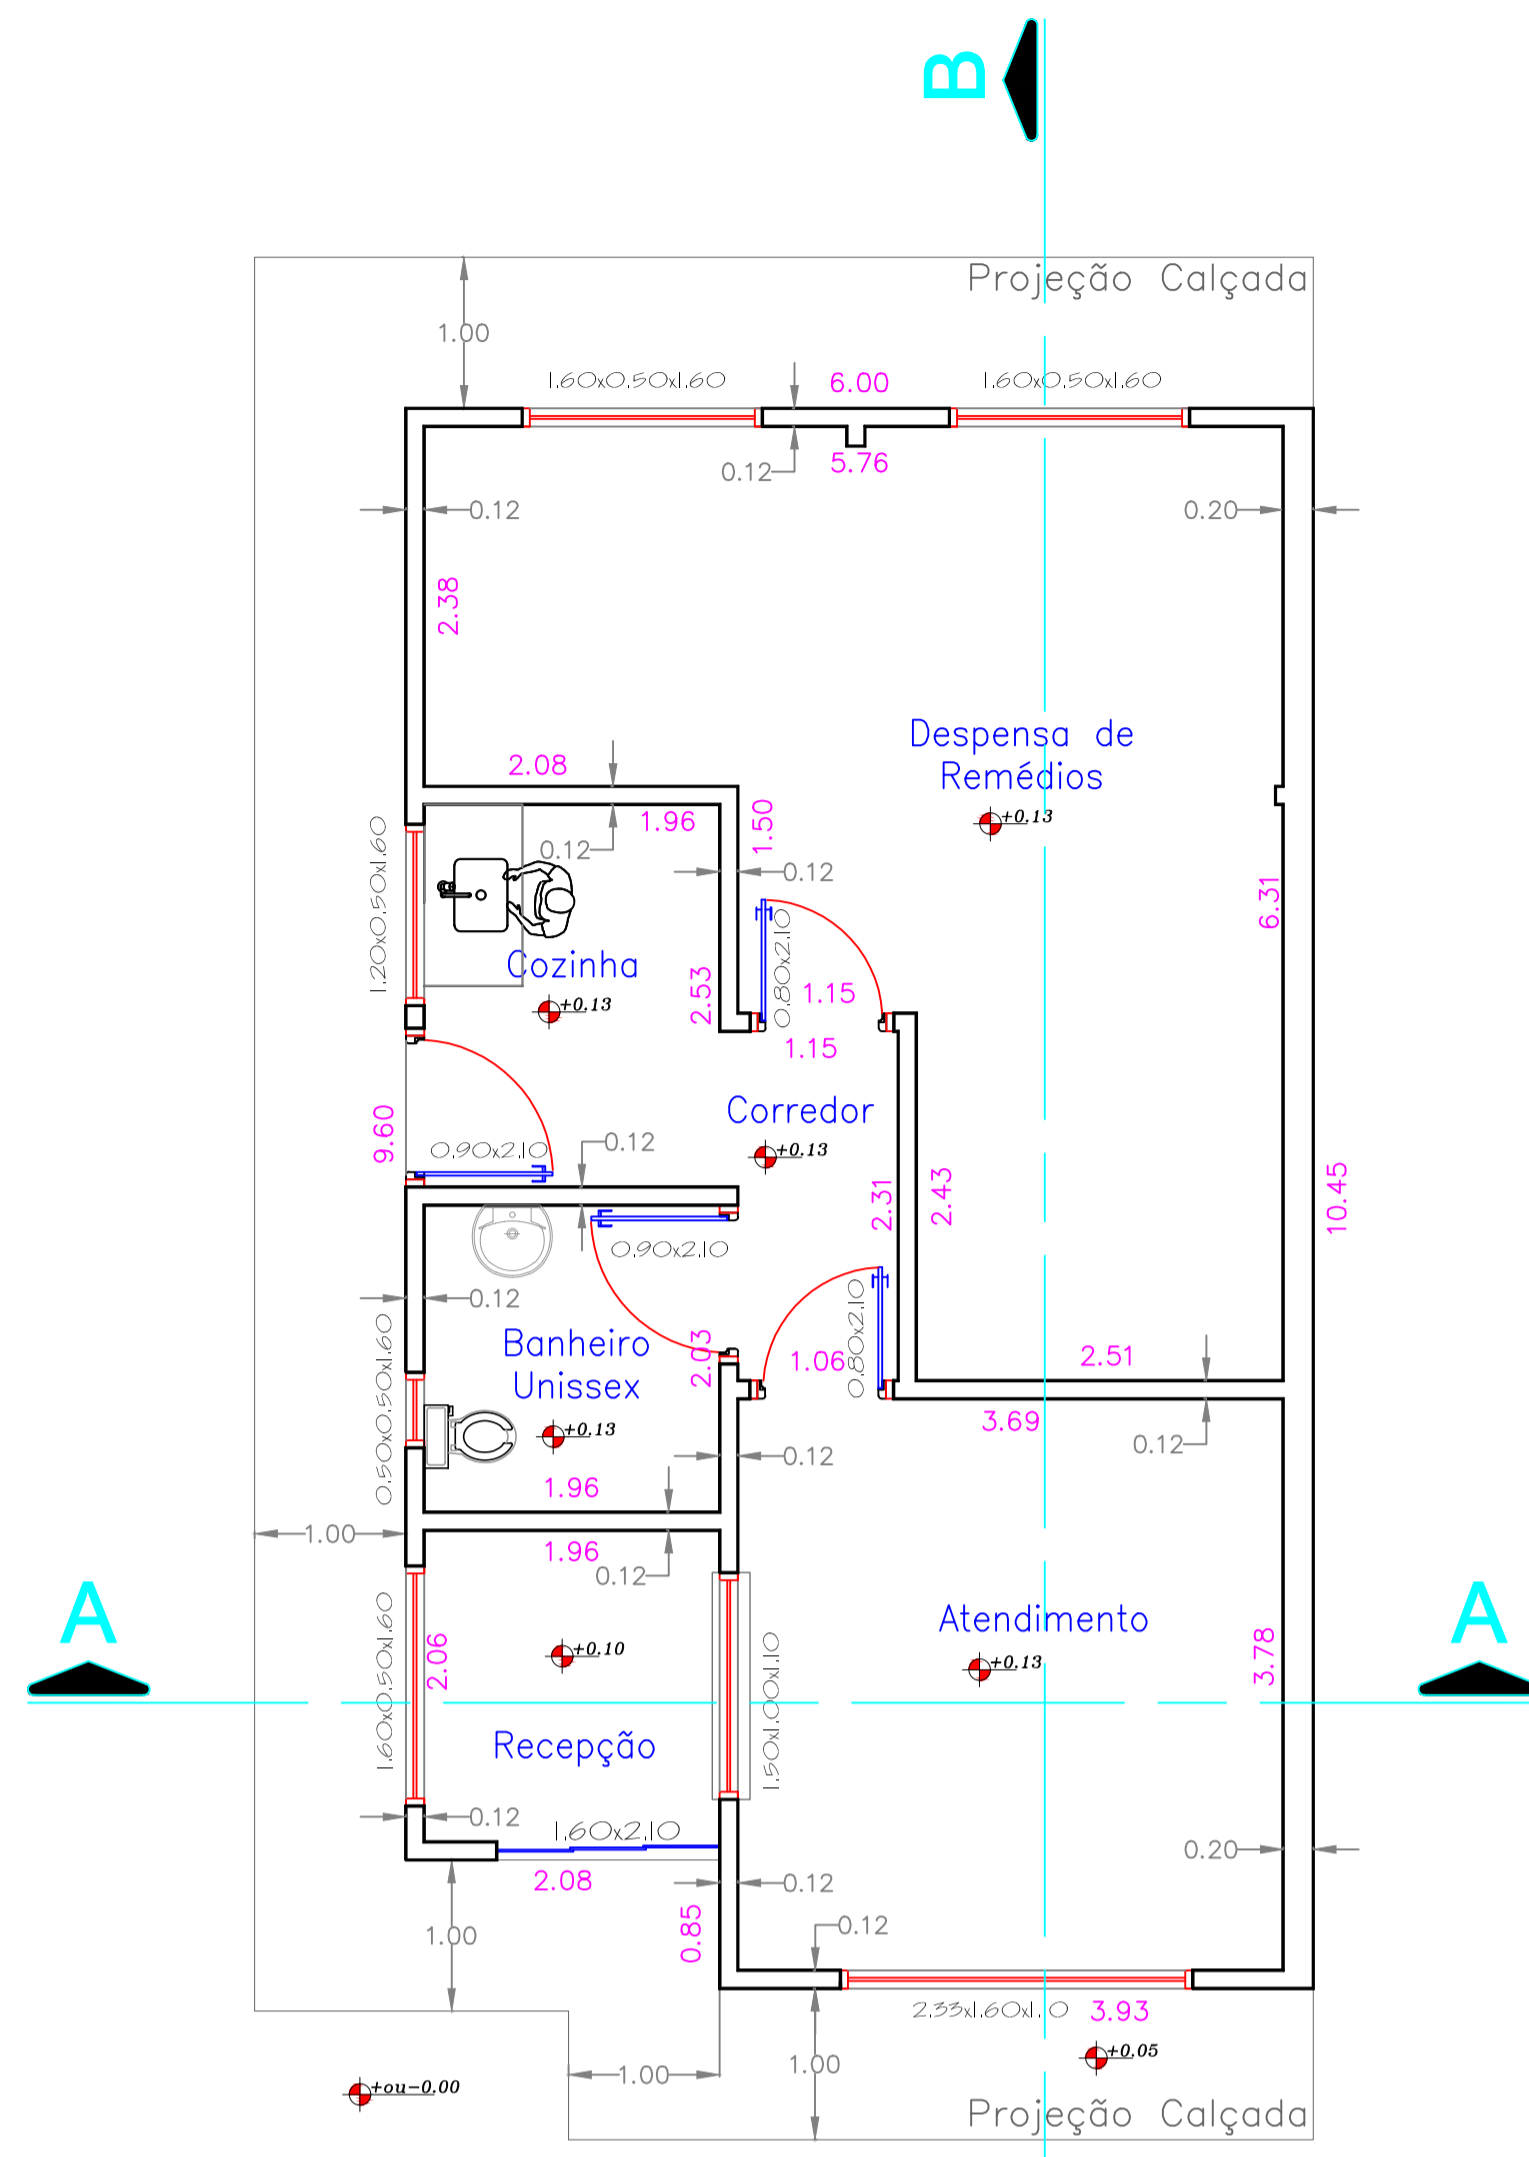 B
Projeção Calçada
1.00
1.60x0.50x1.60
6.00
1.60x0.50x1.60
0.12
5.76
0.12
0.20
2.38
Despensa de
Remédios
+0.13
2.08
1.96
1.50
0.12
0.12
1.20x0.50x1.60
6.31
Cozinha
+0.13
2.53
0.80x2.10
1.15
1.15
Corredor
+0.13
9.60
0.90x2.10
0.12
2.31
2.43
10.45
0.90x2.10
0.12
Banheiro
Unissex
+0.13
0.50x0.50x1.60
2.03
1.06
0.80x2.10
2.51
3.69
0.12
0.12
1.96
1.00
1.96
0.12
A
Atendimento
+0.13
A
+0.10
2.06
1.60x0.50x1.60
1.50x1.00x1.10
3.78
Recepção
0.12
1.60x2.10
0.20
2.08
0.12
0.85
0.12
1.00
3.93
+0.05
1.00
1.00
+ou-0.00
Projeção Calçada